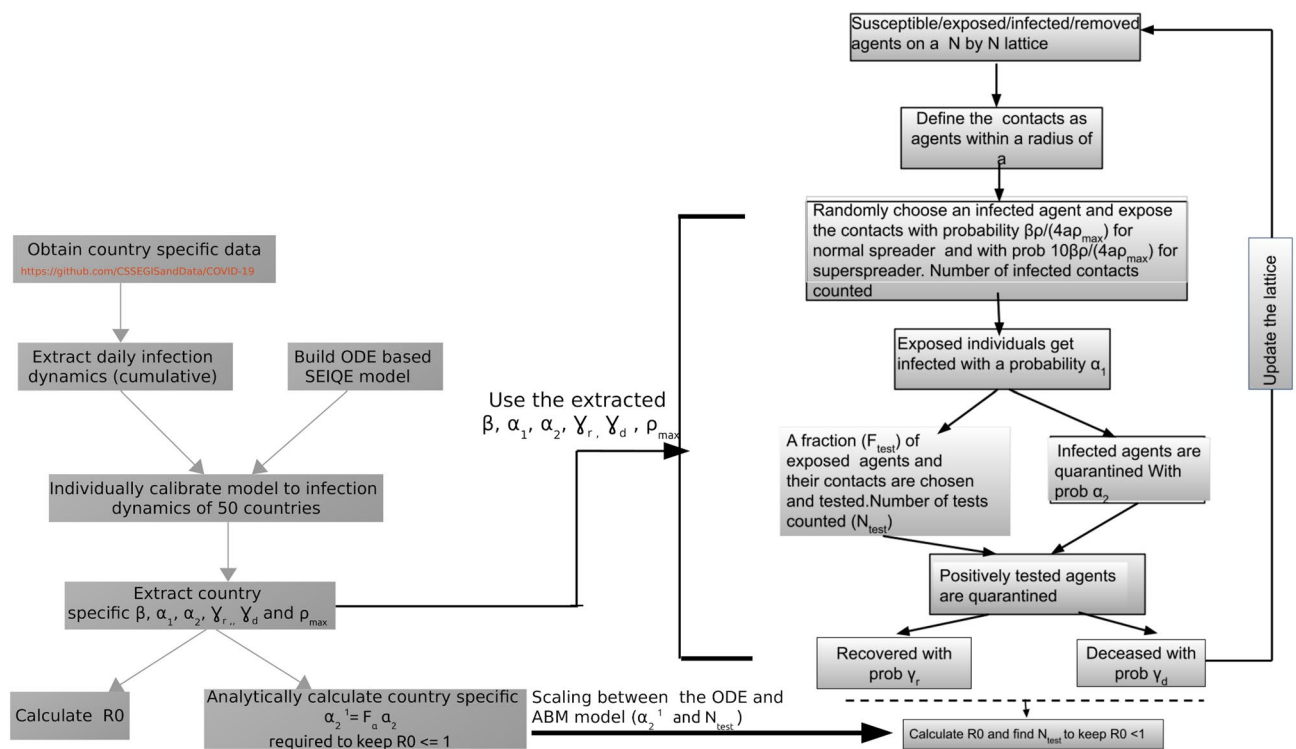 Obtain country specific data
https://github.com/CSSEGISandData/COVID-19
Extract daily infection
dynamics (cumulative)
Build ODE based
SEIQE model
Individually calibrate model to infection
dynamics of 50 countries
Extract country
specific β, α₁, α₂, Ɣᵣ,, Ɣd and ρmax
Calculate R0
Analytically calculate country specific
α₂¹= Fα α₂
required to keep R0 <= 1
Use the extracted
β, α₁, α₂, Ɣᵣ, Ɣd , ρmax
Scaling between the ODE and
ABM model (α₂¹ and Ntest)
Susceptible/exposed/infected/removed
agents on a N by N lattice
Define the contacts as
agents within a radius of
a
Randomly choose an infected agent and expose
the contacts with probability βρ/(4aρmax) for
normal spreader and with prob 10βρ/(4aρmax) for
superspreader. Number of infected contacts
counted
Exposed individuals get
infected with a probability α₁
A fraction (Ftest) of
exposed agents and
their contacts are chosen
and tested.Number of tests
counted (Ntest)
Infected agents are
quarantined With
prob α₂
Positively tested agents
are quarantined
Recovered with
prob γᵣ
Deceased with
prob γd
Calculate R0 and find Ntest to keep R0 <1
Update the lattice